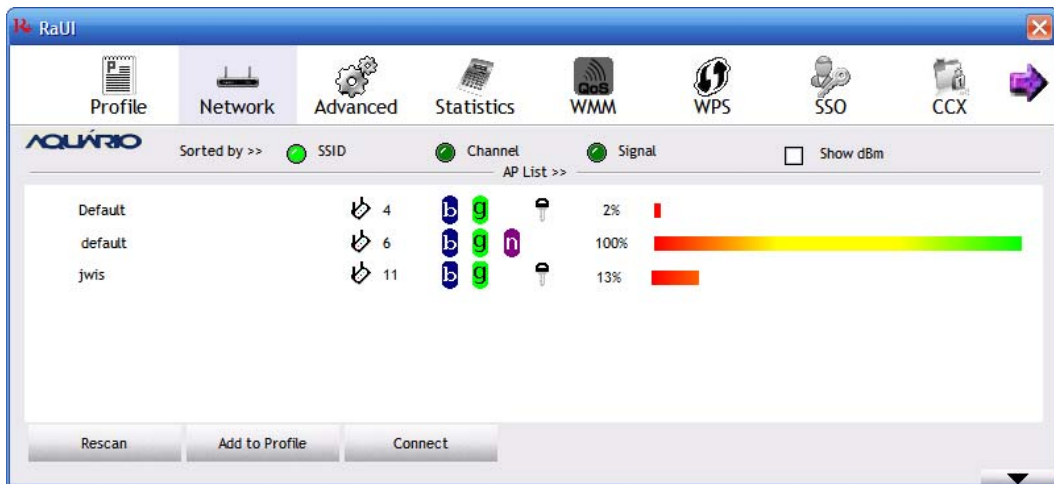 RaUI
Profile Network Advanced Statistics WMM WPS SSO CCX
QoS
AQUÁRIO Sorted by >> SSID Channel Signal Show dBm
AP List >>
Default 4 b g 2%
default 6 b g n 100%
jwis 11 b g 13%
Rescan Add to Profile Connect